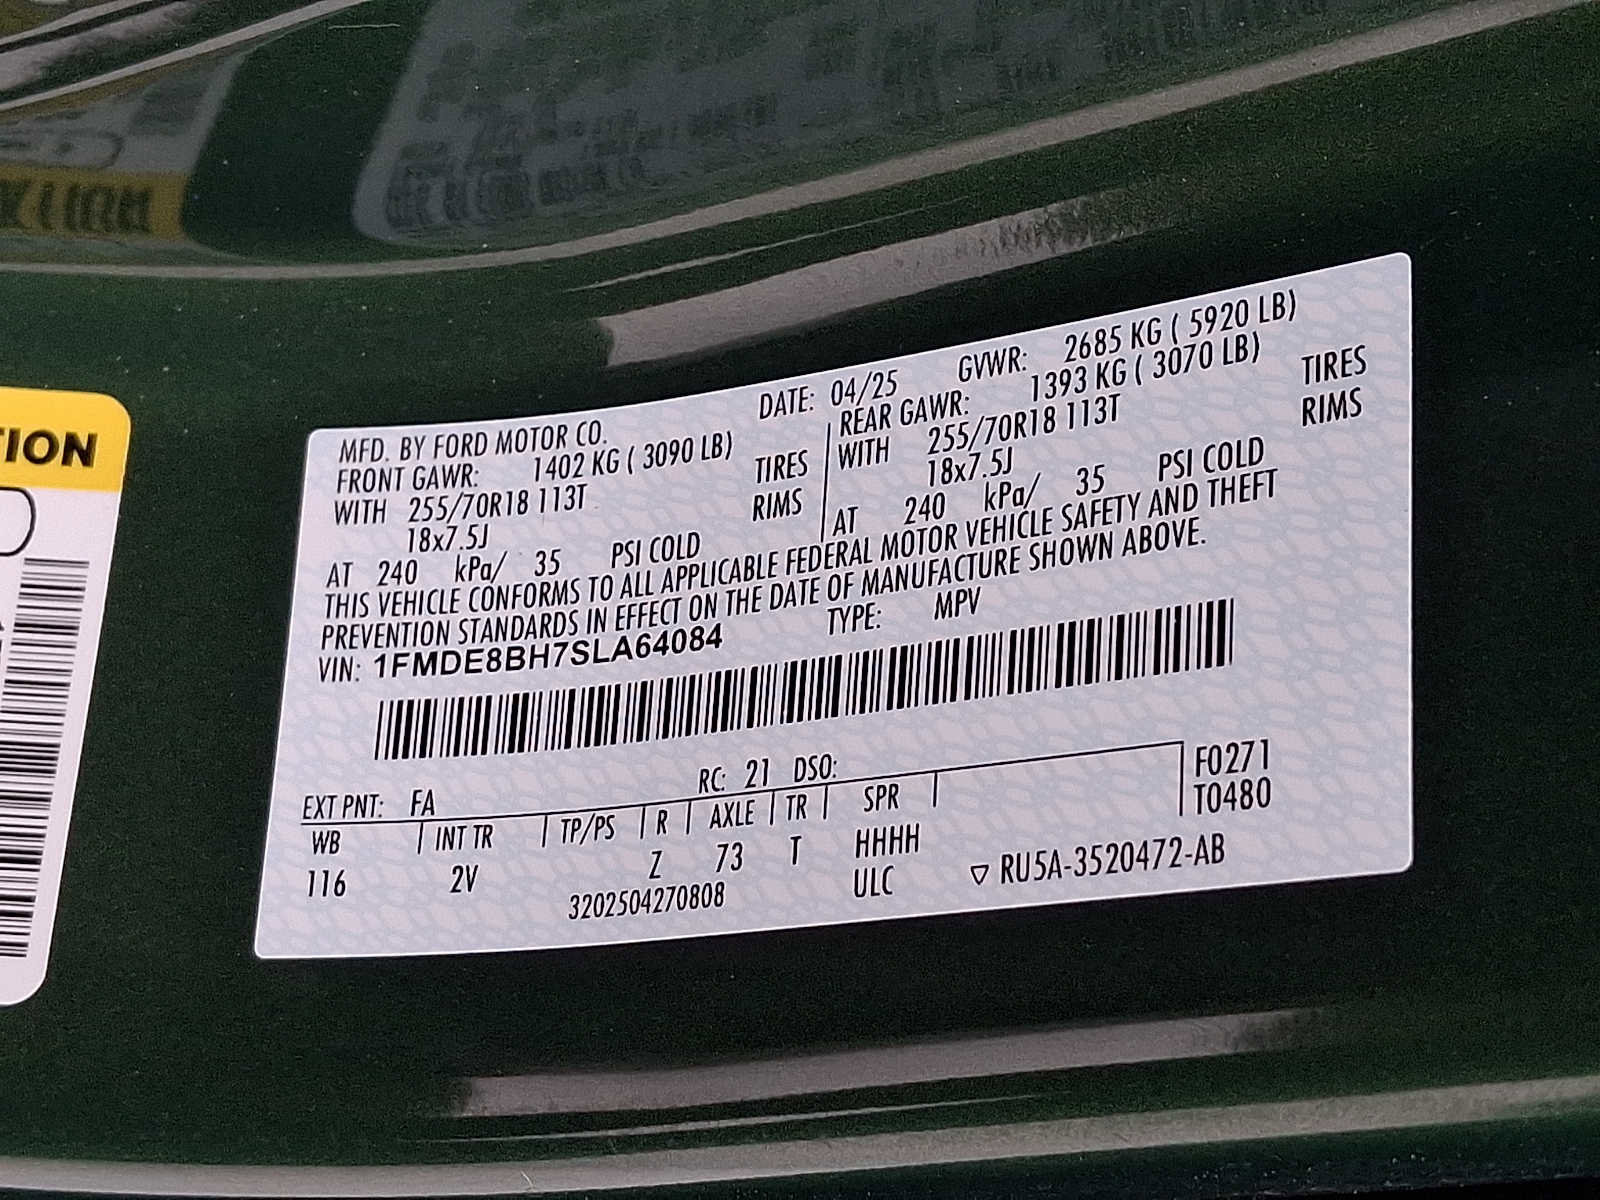 TION
MFD. BY FORD MOTOR CO. DATE: 04/25 GVWR: 2685 KG ( 5920 LB)
FRONT GAWR: 1402 KG ( 3090 LB) REAR GAWR: 1393 KG ( 3070 LB)
WITH 255/70R18 113T TIRES WITH 255/70R18 113T TIRES
18x7.5J RIMS 18x7.5J RIMS
AT 240 kPa/ 35 PSI COLD AT 240 kPa/ 35 PSI COLD
THIS VEHICLE CONFORMS TO ALL APPLICABLE FEDERAL MOTOR VEHICLE SAFETY AND THEFT
PREVENTION STANDARDS IN EFFECT ON THE DATE OF MANUFACTURE SHOWN ABOVE.
VIN: 1FMDE8BH7SLA64084 TYPE: MPV
EXT PNT: FA RC: 21 DSO: F0271
WB INT TR TP/PS R AXLE TR SPR T0480
116 2V Z 73 T HHHH
3202504270808 ULC ▽ RU5A-3520472-AB